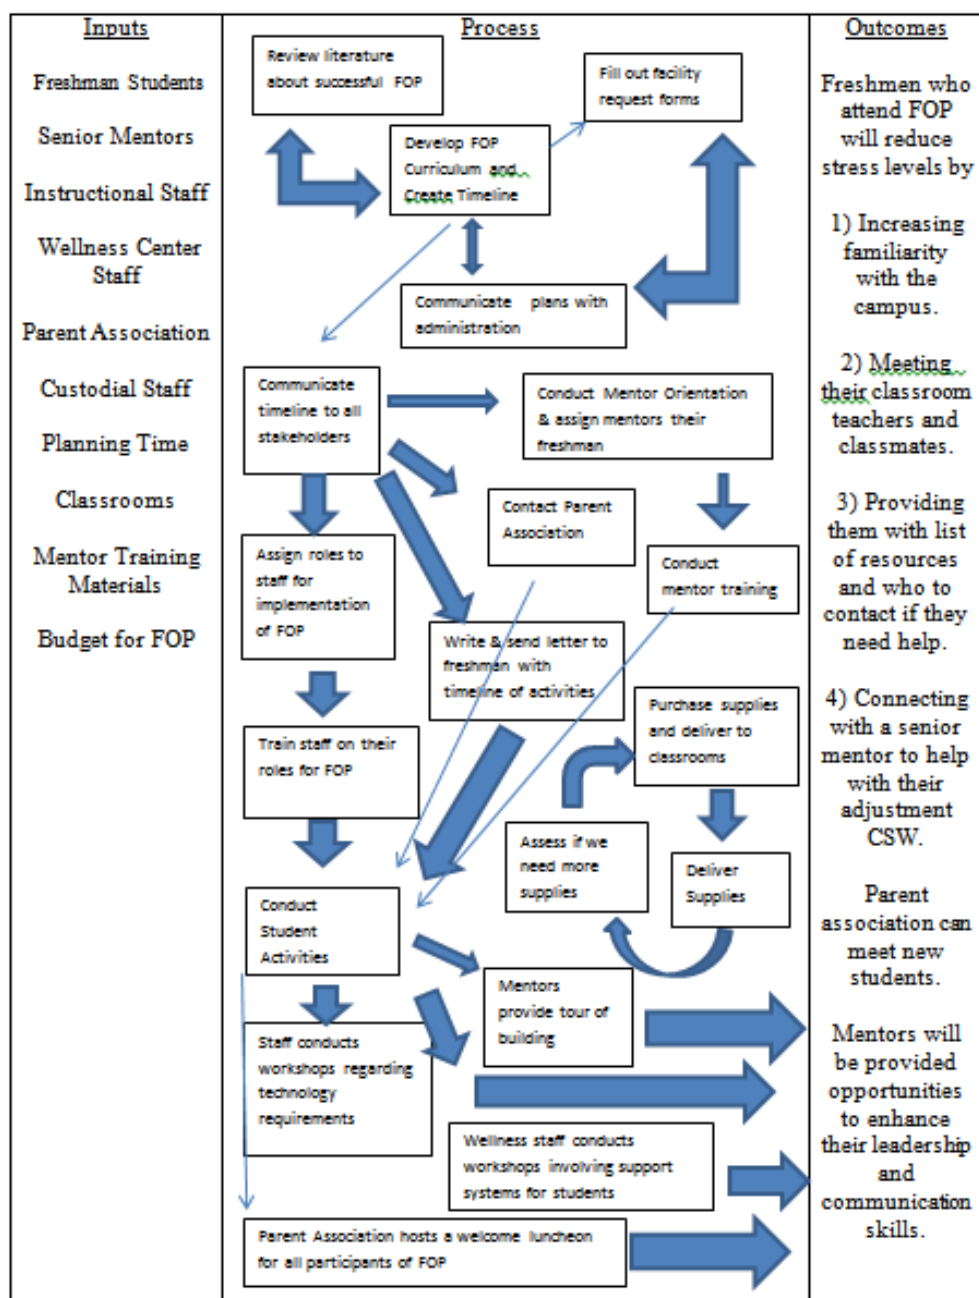 Inputs
Freshman Students
Senior Mentors
Instructional Staff
Wellness Center
Staff
Parent Association
Custodial Staff
Planning Time
Classrooms
Mentor Training
Materials
Budget for FOP
Process
Review literature
about successful FOP
Fill out facility
request forms
Develop FOP
Curriculum and
Create Timeline
Communicate plans with
administration
Communicate
timeline to all
stakeholders
Conduct Mentor Orientation
& assign mentors their
freshman
Contact Parent
Association
Conduct
mentor training
Assign roles to
staff for
implementation
of FOP
Write & send letter to
freshman with
timeline of activities
Purchase supplies
and deliver to
classrooms
Train staff on their
roles for FOP
Assess if we
need more
supplies
Deliver
Supplies
Conduct
Student
Activities
Mentors
provide tour of
building
Staff conducts
workshops regarding
technology
requirements
Wellness staff conducts
workshops involving support
systems for students
Parent Association hosts a welcome luncheon
for all participants of FOP
Outcomes
Freshmen who
attend FOP
will reduce
stress levels by
1) Increasing
familiarity
with the
campus.
2) Meeting
their classroom
teachers and
classmates.
3) Providing
them with list
of resources
and who to
contact if they
need help.
4) Connecting
with a senior
mentor to help
with their
adjustment
CSW.
Parent
association can
meet new
students.
Mentors will
be provided
opportunities
to enhance
their leadership
and
communication
skills.